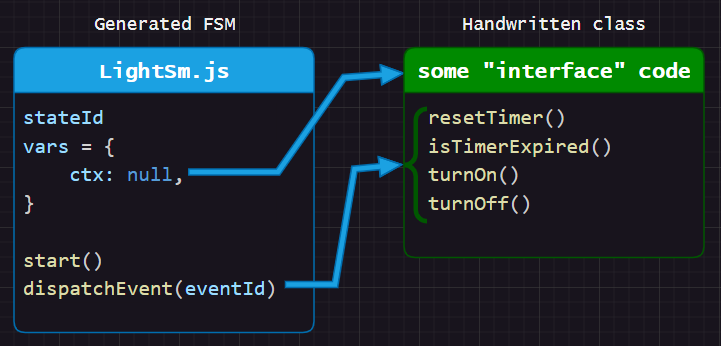 Generated FSM
LightSm.js
stateId
vars = {
    ctx: null,
}
start()
dispatchEvent(eventId)
Handwritten class
some "interface" code
resetTimer()
isTimerExpired()
turnOn()
turnOff()